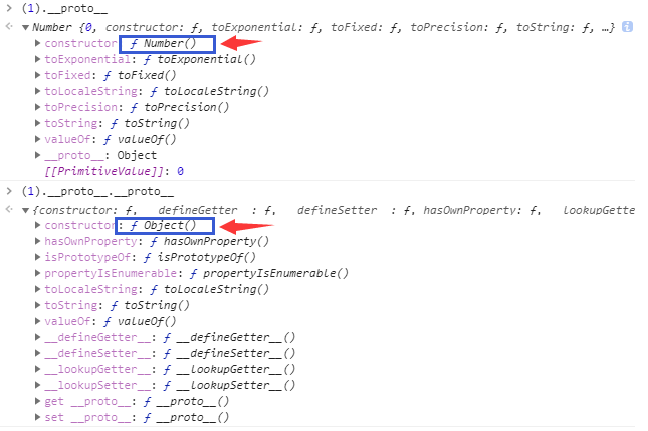 (1).__proto__
Number {0, constructor: ƒ, toExponential: ƒ, toFixed: ƒ, toPrecision: ƒ, toString: ƒ, …} i
constructor: ƒ Number()
toExponential: ƒ toExponential()
toFixed: ƒ toFixed()
toLocaleString: ƒ toLocaleString()
toPrecision: ƒ toPrecision()
toString: ƒ toString()
valueOf: ƒ valueOf()
__proto__: Object
[[PrimitiveValue]]: 0
(1).__proto__.__proto__
{constructor: ƒ, __defineGetter__: ƒ, __defineSetter__: ƒ, hasOwnProperty: ƒ, __lookupGette
constructor: ƒ Object()
hasOwnProperty: ƒ hasOwnProperty()
isPrototypeOf: ƒ isPrototypeOf()
propertyIsEnumerable: ƒ propertyIsEnumerable()
toLocaleString: ƒ toLocaleString()
toString: ƒ toString()
valueOf: ƒ valueOf()
__defineGetter__: ƒ __defineGetter__()
__defineSetter__: ƒ __defineSetter__()
__lookupGetter__: ƒ __lookupGetter__()
__lookupSetter__: ƒ __lookupSetter__()
get __proto__: ƒ __proto__()
set __proto__: ƒ __proto__()